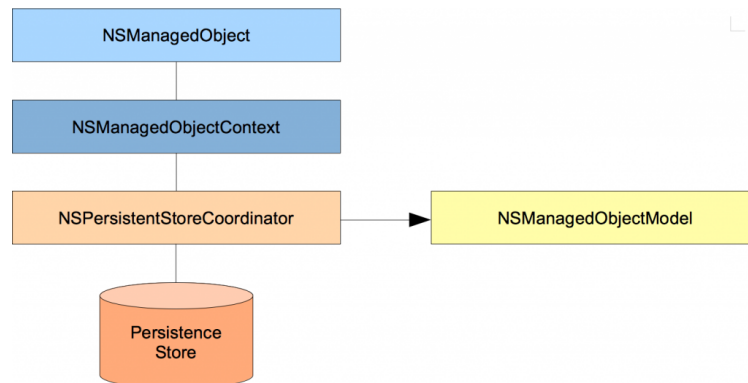 NSManagedObject
NSManagedObjectContext
NSPersistentStoreCoordinator
NSManagedObjectModel
Persistence
Store